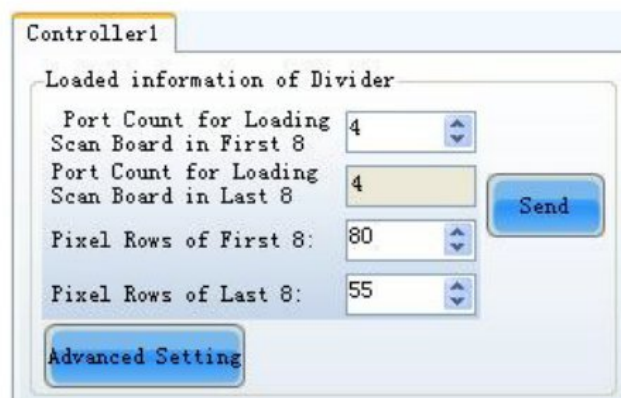 Controller1
Loaded information of Divider
Port Count for Loading
Scan Board in First 8
4
Port Count for Loading
Scan Board in Last 8
4
Send
Pixel Rows of First 8:
80
Pixel Rows of Last 8:
55
Advanced Setting